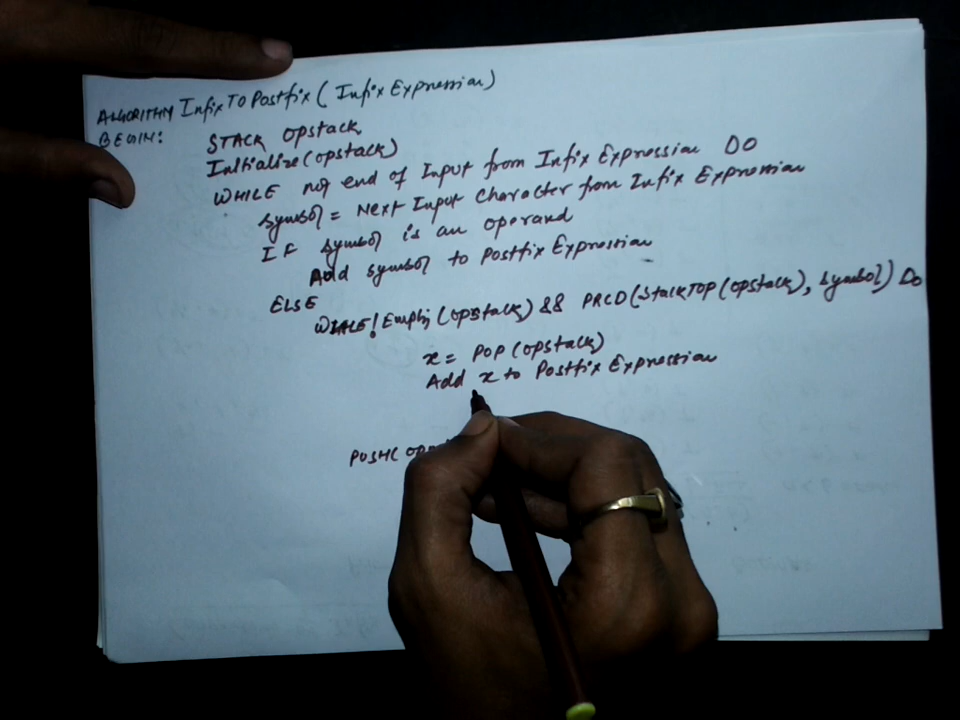 ALGORITHM Infix To Postfix ( Infix Expression)
BEGIN: STACK opstack
Initialize(opstack)
WHILE not end of Input from Infix Expression DO
symbol = Next Input Character from Infix Expression
IF symbol is an operand
Add symbol to Postfix Expression
ELSE
WHILE !Empty (opstack) && PRCD(StackTop(opstack), symbol) Do
x = POP (opstack)
Add x to Postfix Expression
PUSH(